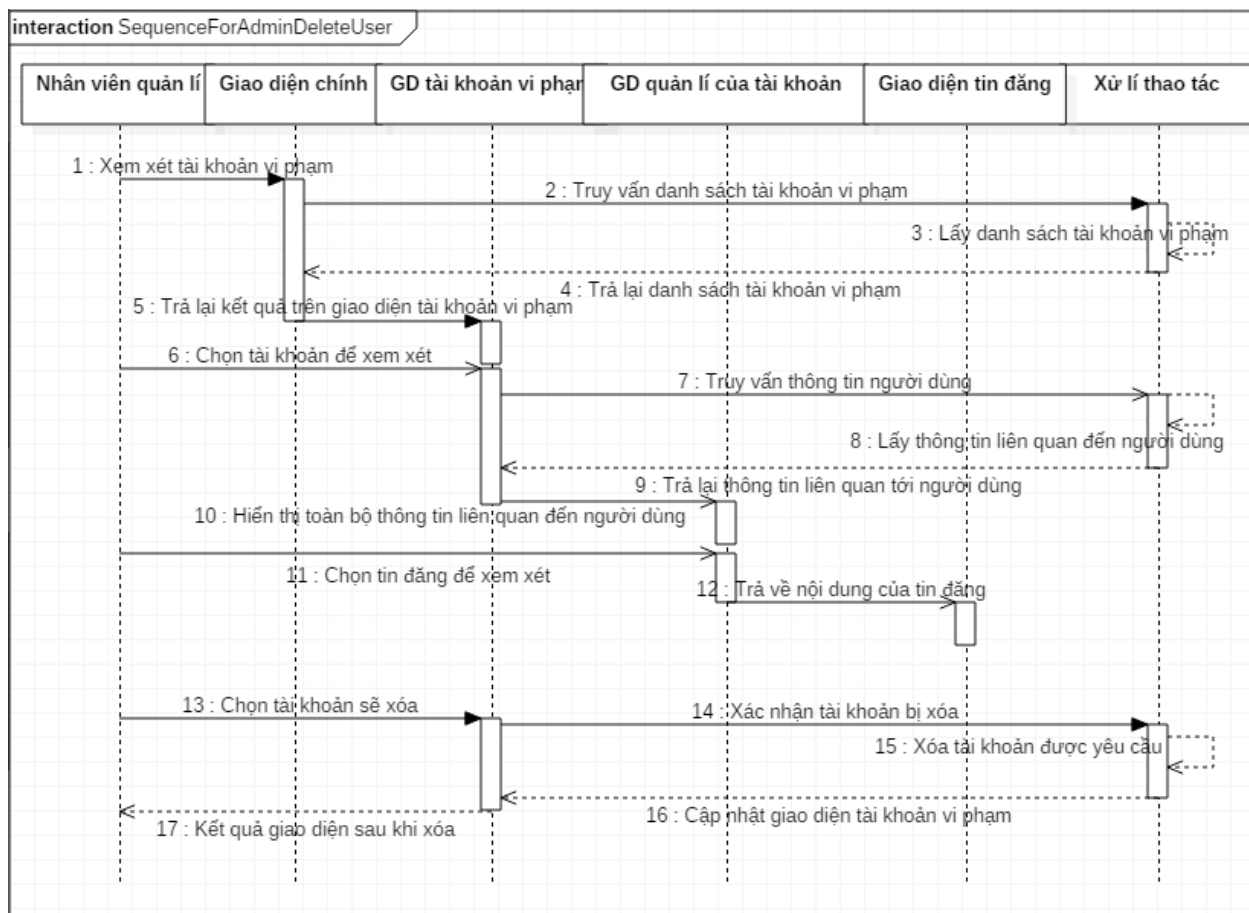 interaction SequenceForAdminDeleteUser
Nhân viên quản lí
Giao diện chính
GD tài khoản vi phạm
GD quản lí của tài khoản
Giao diện tin đăng
Xử lí thao tác
1 : Xem xét tài khoản vi phạm
2 : Truy vấn danh sách tài khoản vi phạm
3 : Lấy danh sách tài khoản vi phạm
4 : Trả lại danh sách tài khoản vi phạm
5 : Trả lại kết quả trên giao diện tài khoản vi phạm
6 : Chọn tài khoản để xem xét
7 : Truy vấn thông tin người dùng
8 : Lấy thông tin liên quan đến người dùng
9 : Trả lại thông tin liên quan tới người dùng
10 : Hiển thị toàn bộ thông tin liên quan đến người dùng
11 : Chọn tin đăng để xem xét
12 : Trả về nội dung của tin đăng
13 : Chọn tài khoản sẽ xóa
14 : Xác nhận tài khoản bị xóa
15 : Xóa tài khoản được yêu cầu
16 : Cập nhật giao diện tài khoản vi phạm
17 : Kết quả giao diện sau khi xóa